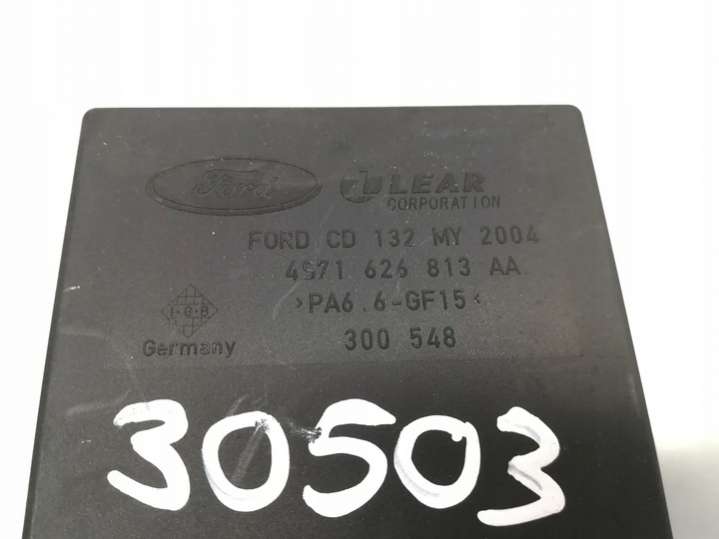 Ford LEAR
CORPORATION
FORD CD 132 MY 2004
4S71 626 813 AA
>PA6.6-GF15<
Germany 300 548
30503